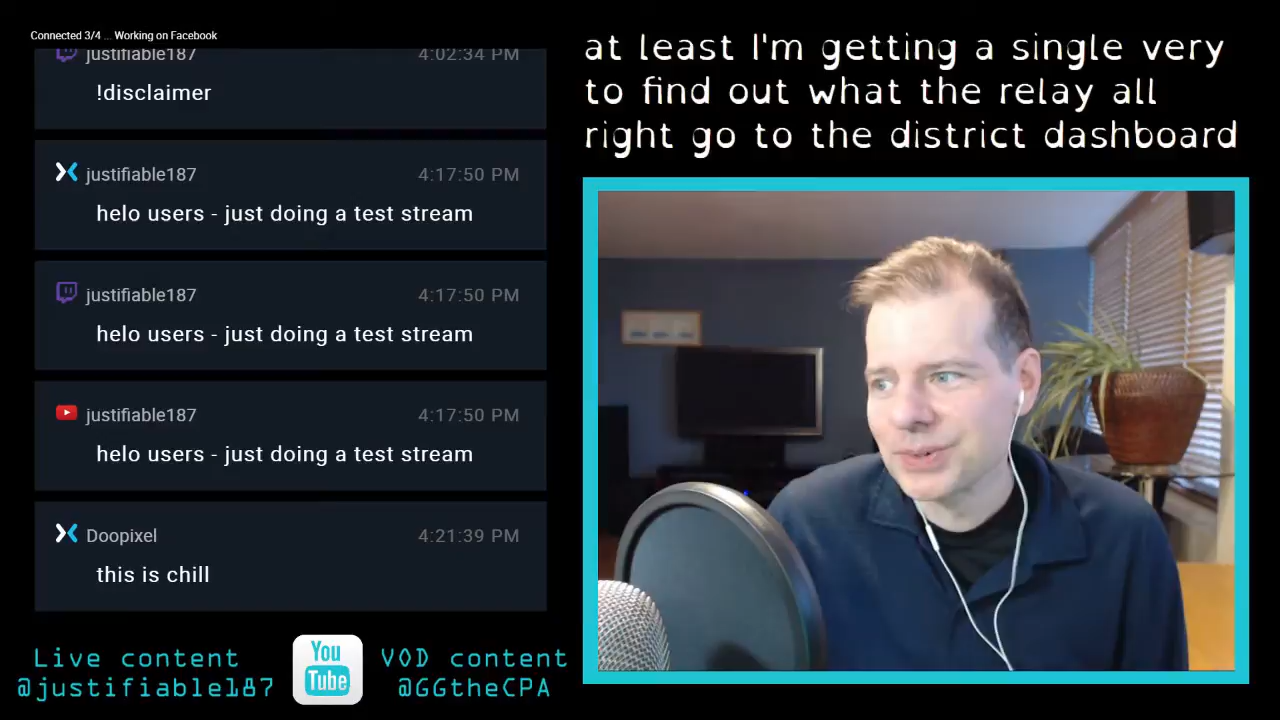 Connected 3/4 ... Working on Facebook
justifiable187 4:02:34 PM
!disclaimer
justifiable187 4:17:50 PM
helo users - just doing a test stream
justifiable187 4:17:50 PM
helo users - just doing a test stream
justifiable187 4:17:50 PM
helo users - just doing a test stream
Doopixel 4:21:39 PM
this is chill
Live content
@justifiable187
You
Tube
VOD content
@GGtheCPA
at least I'm getting a single very
to find out what the relay all
right go to the district dashboard